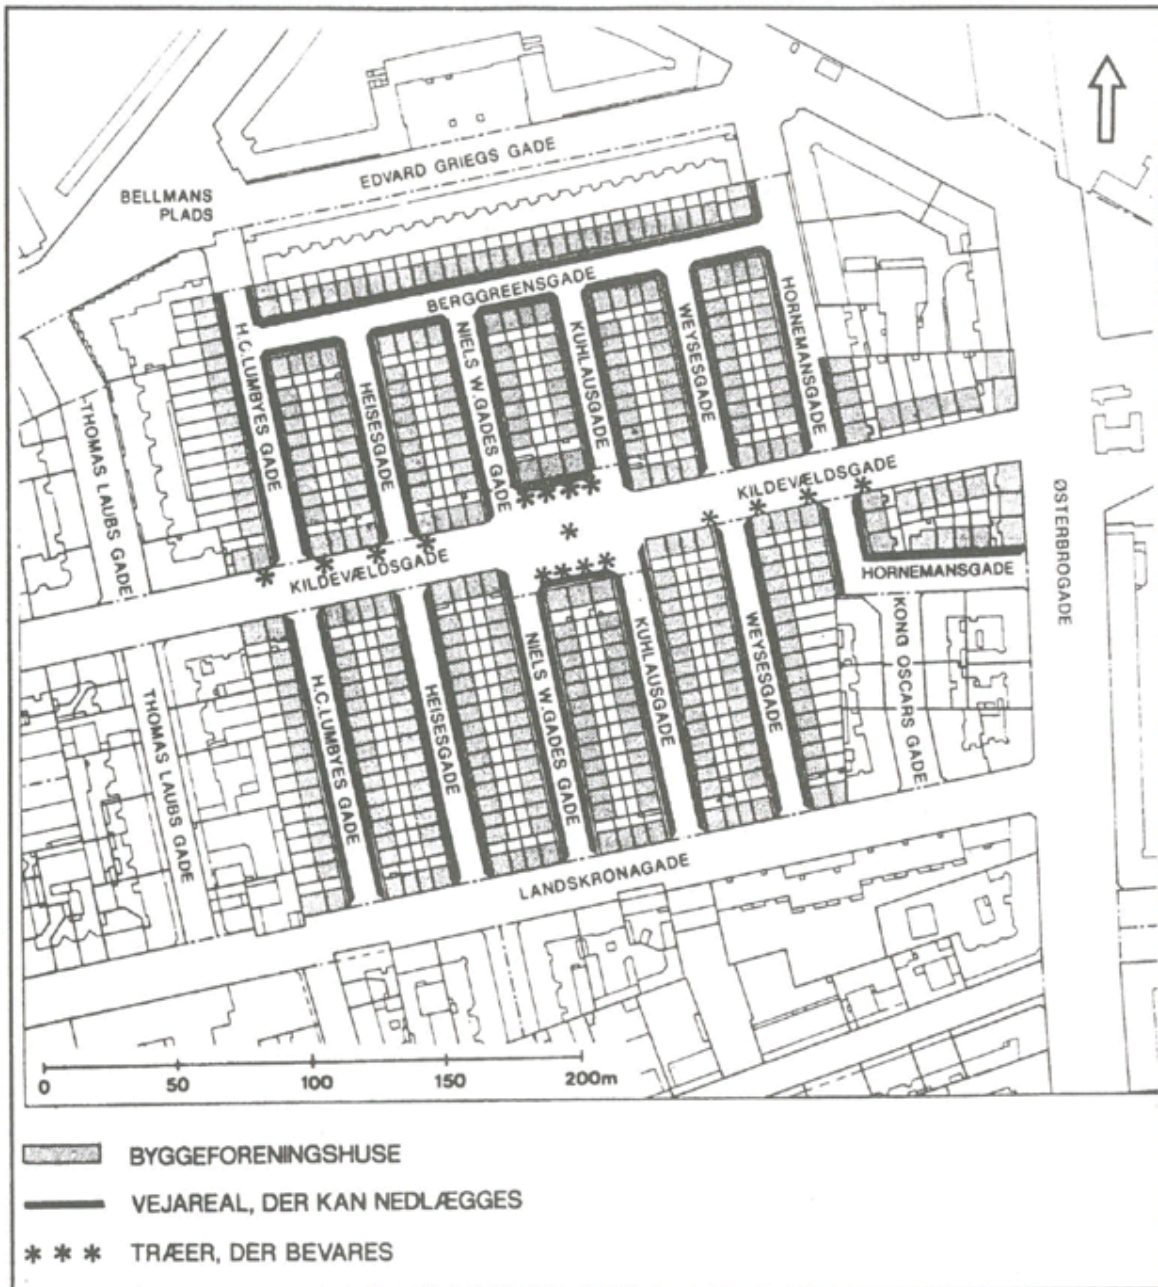 EDVARD GRIEGS GADE
BELLMANS
PLADS
BERGGREENSGADE
H.C.LUMBYES GADE
HEISESGADE
NIELS W.GADES GADE
KUHLAUSGADE
WEYSESGADE
HORNEMANSGADE
THOMAS LAUBS GADE
KILDEVÆLDSGADE
ØSTERBROGADE
KILDEVÆLDSGADE
HORNEMANSGADE
THOMAS LAUBS GADE
H.C.LUMBYES GADE
HEISESGADE
NIELS W.GADES GADE
KUHLAUSGADE
WEYSESGADE
KONG OSCARS GADE
LANDSKRONAGADE
0 50 100 150 200m
BYGGEFORENINGSHUSE
VEJAREAL, DER KAN NEDLÆGGES
* * * TRÆER, DER BEVARES